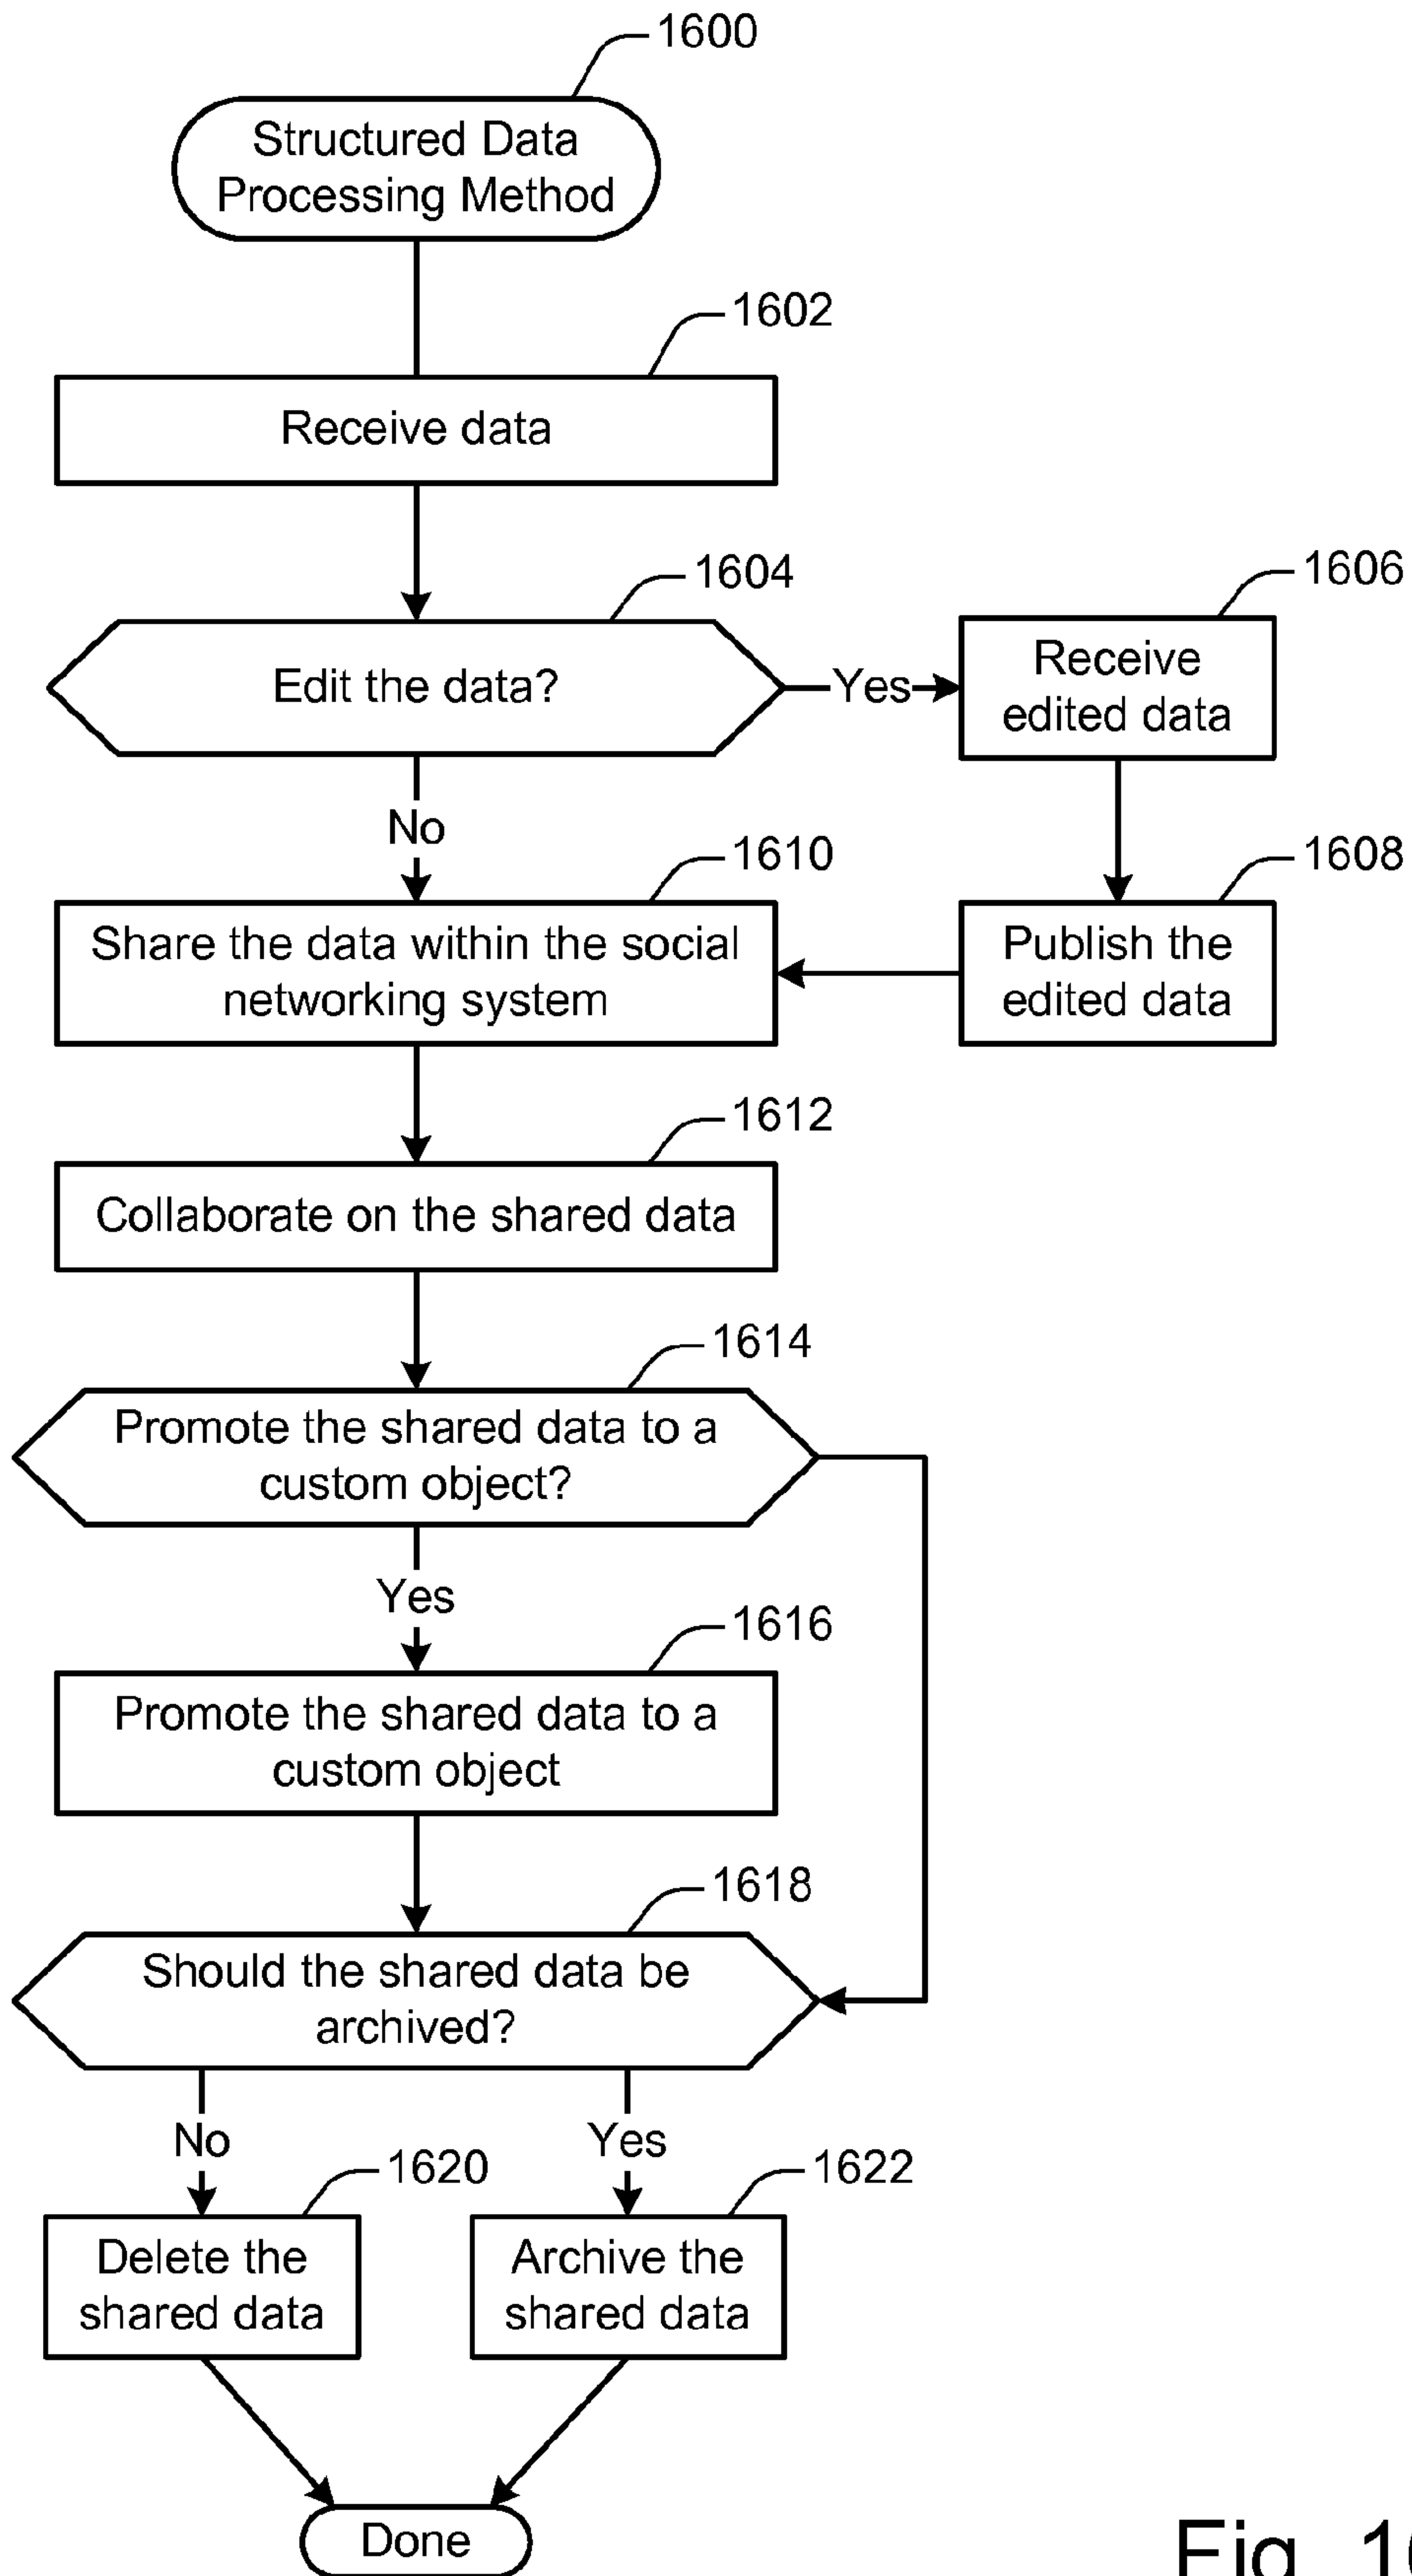 1600
Structured Data
Processing Method
1602
Receive data
1604
Edit the data?
Yes
1606
Receive
edited data
No
1610
Share the data within the social
networking system
1608
Publish the
edited data
1612
Collaborate on the shared data
1614
Promote the shared data to a
custom object?
Yes
1616
Promote the shared data to a
custom object
1618
Should the shared data be
archived?
No
Yes
1620
Delete the
shared data
1622
Archive the
shared data
Done
Fig.